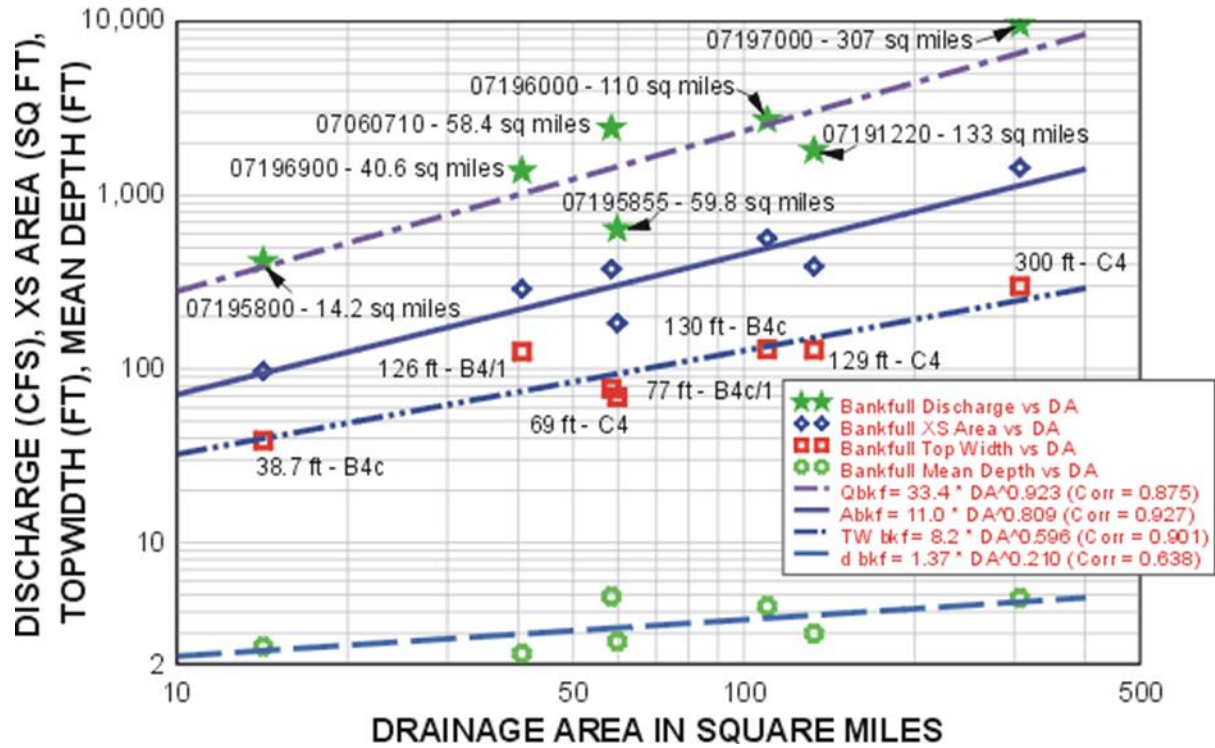 DISCHARGE (CFS), XS AREA (SQ FT),
TOPWIDTH (FT), MEAN DEPTH (FT)
10,000
1,000
100
10
2
07197000 - 307 sq miles
07196000 - 110 sq miles
07060710 - 58.4 sq miles
07191220 - 133 sq miles
07196900 - 40.6 sq miles
07195855 - 59.8 sq miles
07195800 - 14.2 sq miles
300 ft - C4
130 ft - B4c
126 ft - B4/1
129 ft - C4
77 ft - B4c/1
69 ft - C4
38.7 ft - B4c
Bankfull Discharge vs DA
Bankfull XS Area vs DA
Bankfull Top Width vs DA
Bankfull Mean Depth vs DA
Qbkf= 33.4 * DA^0.923 (Corr = 0.875)
Abkf= 11.0 * DA^0.809 (Corr = 0.927)
TW bkf= 8.2 * DA^0.596 (Corr = 0.901)
d bkf= 1.37 * DA^0.210 (Corr = 0.638)
10 50 100 500
DRAINAGE AREA IN SQUARE MILES